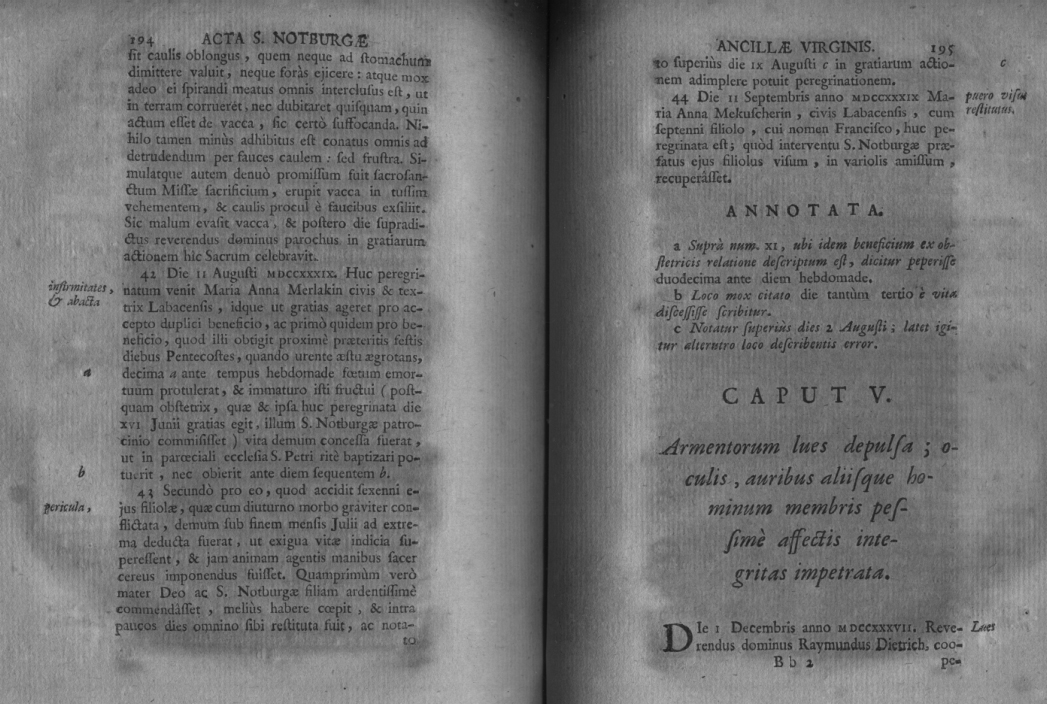 194 ACTA S. NOTBURGÆ
fit caulis oblongus, quem neque ad ſtomachum
dimittere valuit, neque foràs ejicere: atque mox
adeo ei ſpirandi meatus omnis intercluſus eſt, ut
in terram corrueret, nec dubitaret quiſquam, quin
actum eſſet de vacca, ſic certò ſuffocanda. Ni-
hilo tamen minùs adhibitus eſt conatus omnis ad
detrudendum per fauces caulem: ſed fruſtra. Si-
mulatque autem denuò promiſſum fuit ſacroſan-
ctum Miſſæ ſacrificium, erupit vacca in tuſſim
vehementem, & caulis procul è faucibus exſiliit.
Sic malum evaſit vacca, & poſtero die ſupradi-
ctus reverendus dominus parochus in gratiarum
actionem hic Sacrum celebravit.
42 Die 11 Auguſti MDCCXXXIX. Huc peregri-
infirmitates,
natum venit Maria Anna Merlakin civis & tex-
& abacta
trix Labacenſis, idque ut gratias ageret pro ac-
cepto duplici beneficio, ac primò quidem pro be-
neficio, quod illi obtigit proximè præteritis feſtis
diebus Pentecoſtes, quando urente æſtu ægrotans,
a
decima a ante tempus hebdomade fœtum emor-
tuum protulerat, & immaturo iſti fructui (poſt-
quam obſtetrix, quæ & ipſa huc peregrinata die
XVI Junii gratias egit, illum S. Notburgæ patro-
cinio commiſiſſet) vita demum conceſſa fuerat,
ut in parœciali eccleſia S. Petri ritè baptizari po-
b
tuerit, nec obierit ante diem ſequentem b.
43 Secundò pro eo, quod accidit ſexenni e-
pericula,
jus filiolæ, quæ cum diuturno morbo graviter con-
flictata, demum ſub finem menſis Julii ad extre-
ma deducta fuerat, ut exigua vitæ indicia ſu-
pereſſent, & jam animam agentis manibus ſacer
cereus imponendus fuiſſet. Quamprimùm verò
mater Deo ac S. Notburgæ filiam ardentiſſimè
commendâſſet, meliùs habere cœpit, & intra
paucos dies omnino ſibi reſtituta fuit, ac nota-
to
ANCILLÆ VIRGINIS. 195
to ſuperiùs die IX Auguſti c in gratiarum actio-
c
nem adimplere potuit peregrinationem.
44 Die 11 Septembris anno MDCCXXXIX Ma-
puero viſus
ria Anna Mekuſcherin, civis Labacenſis, cum
reſtitutus.
ſeptenni filiolo, cui nomen Franciſco, huc pe-
regrinata eſt; quòd interventu S. Notburgæ præ-
fatus ejus filiolus viſum, in variolis amiſſum,
recuperâſſet.
ANNOTATA.
a Suprà num. XI, ubi idem beneficium ex ob-
ſtetricis relatione deſcriptum eſt, dicitur peperiſſe
duodecima ante diem hebdomade.
b Loco mox citato die tantùm tertio è vita
diſceſſiſſe ſcribitur.
c Notatur ſuperiùs dies 2 Auguſti; latet igi-
tur alterutro loco deſcribentis error.
CAPUT V.
Armentorum lues depulſa; o-
culis, auribus aliiſque ho-
minum membris peſ-
ſimè affectis inte-
gritas impetrata.
DIe 1 Decembris anno MDCCXXXVII. Reve-
Lues
rendus dominus Raymundus Dietrich, coo-
B b 2 pe-